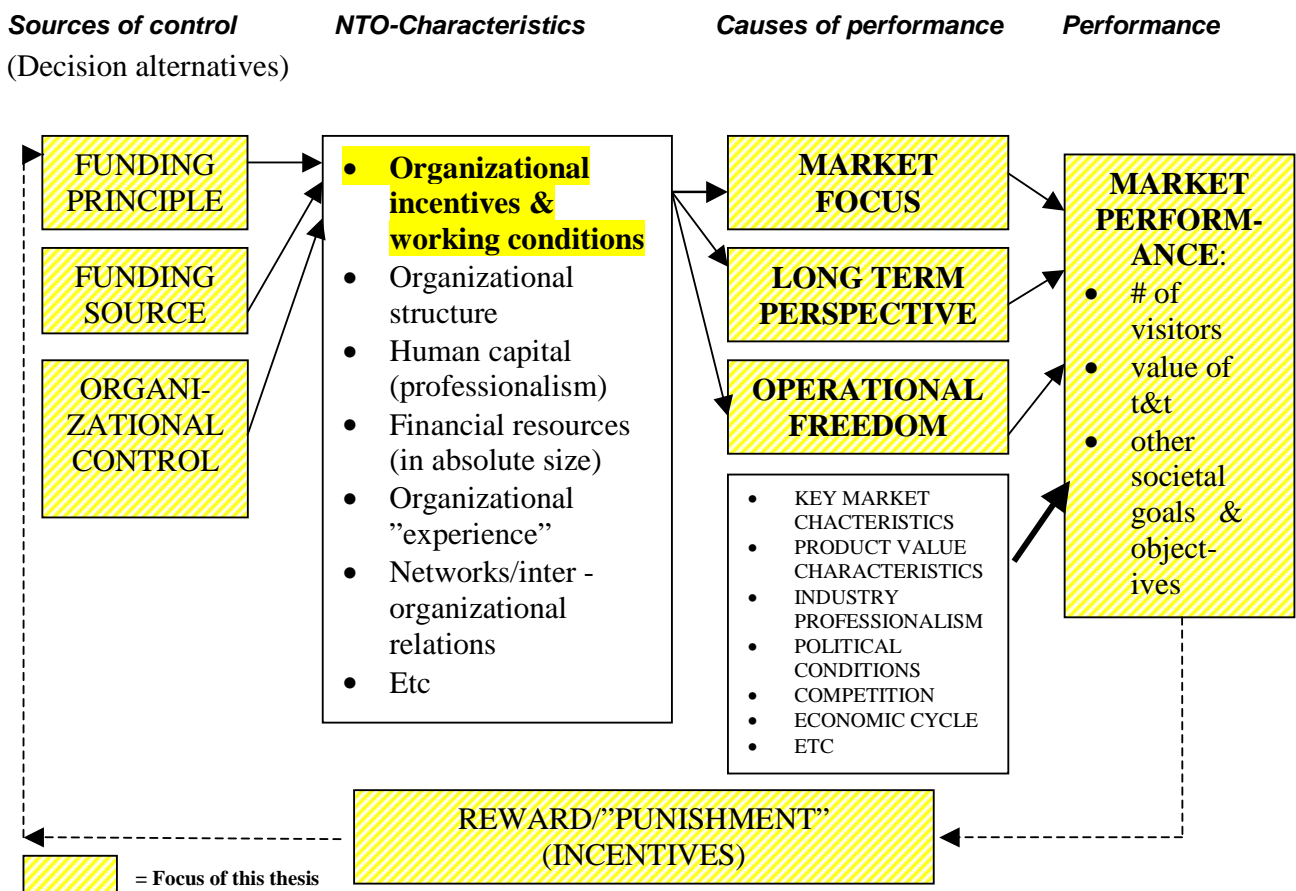 Sources of control
NTO-Characteristics
Causes of performance
Performance
(Decision alternatives)
FUNDING
PRINCIPLE
FUNDING
SOURCE
ORGANI-
ZATIONAL
CONTROL
• Organizational
incentives &
working conditions
• Organizational
structure
• Human capital
(professionalism)
• Financial resources
(in absolute size)
• Organizational
”experience”
• Networks/inter -
organizational
relations
• Etc
MARKET
FOCUS
LONG TERM
PERSPECTIVE
OPERATIONAL
FREEDOM
• KEY MARKET
CHACTERISTICS
• PRODUCT VALUE
CHARACTERISTICS
• INDUSTRY
PROFESSIONALISM
• POLITICAL
CONDITIONS
• COMPETITION
• ECONOMIC CYCLE
• ETC
MARKET
PERFORM-
ANCE:
• # of
visitors
• value of
t&t
• other
societal
goals &
object-
ives
REWARD/”PUNISHMENT”
(INCENTIVES)
= Focus of this thesis